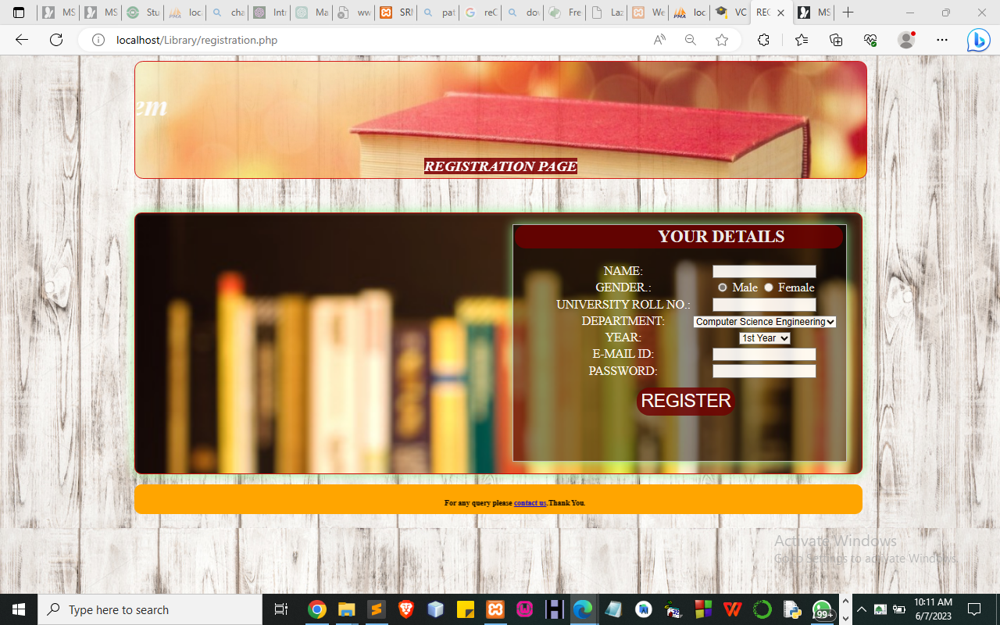 MS
MS
Stu
loc
cha
Int
Ma
ww
SRM
pat
reC
dov
Fre
Laz
We
loc
VC
REG
MS
localhost/Library/registration.php
em
REGISTRATION PAGE
YOUR DETAILS
NAME:
GENDER.: Male Female
UNIVERSITY ROLL NO.:
DEPARTMENT: Computer Science Engineering
YEAR: 1st Year
E-MAIL ID:
PASSWORD:
REGISTER
For any query please contact us.Thank You.
Activate Windows
Go to Settings to activate Windows.
Type here to search
99+
10:11 AM
6/7/2023